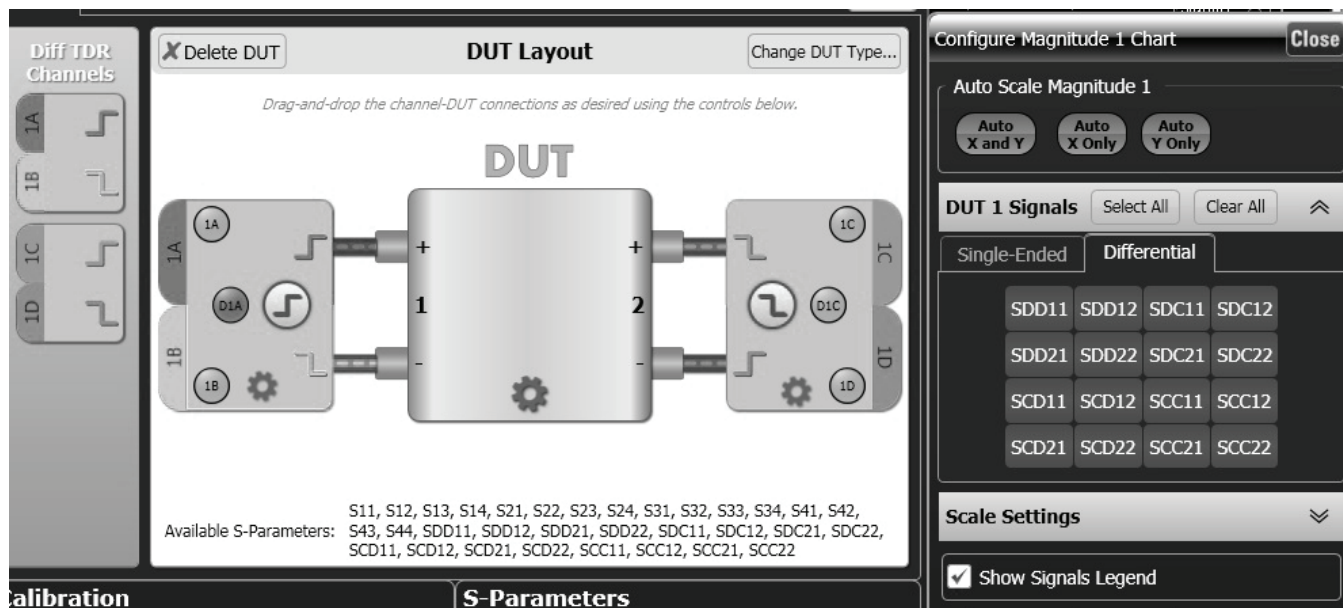 Diff TDR
Channels
1A
1B
1C
1D
✗ Delete DUT
DUT Layout
Change DUT Type...
Drag-and-drop the channel-DUT connections as desired using the controls below.
DUT
1A
1A
D1A
1B
1B
+
1
-
+
2
-
1C
1C
D1C
1D
1D
Available S-Parameters:
S11, S12, S13, S14, S21, S22, S23, S24, S31, S32, S33, S34, S41, S42,
S43, S44, SDD11, SDD12, SDD21, SDD22, SDC11, SDC12, SDC21, SDC22,
SCD11, SCD12, SCD21, SCD22, SCC11, SCC12, SCC21, SCC22
Calibration
S-Parameters
Configure Magnitude 1 Chart
Close
Auto Scale Magnitude 1
Auto
X and Y
Auto
X Only
Auto
Y Only
DUT 1 Signals
Select All
Clear All
Single-Ended
Differential
SDD11 SDD12 SDC11 SDC12
SDD21 SDD22 SDC21 SDC22
SCD11 SCD12 SCC11 SCC12
SCD21 SCD22 SCC21 SCC22
Scale Settings
Show Signals Legend